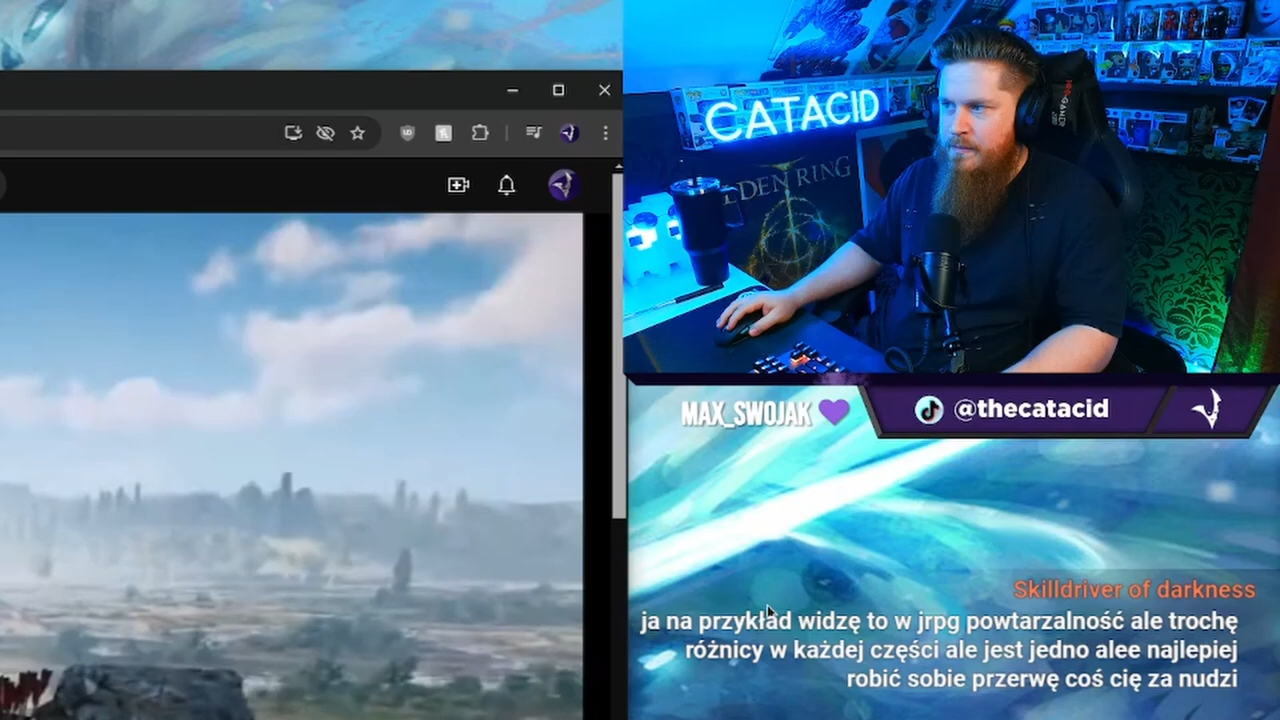 CATACID
ELDEN RING
MAX_SWOJAK
@thecatacid
Skilldriver of darkness
ja na przykład widzę to w jrpg powtarzalność ale trochę
różnicy w każdej części ale jest jedno alee najlepiej
robić sobie przerwę coś cię za nudzi